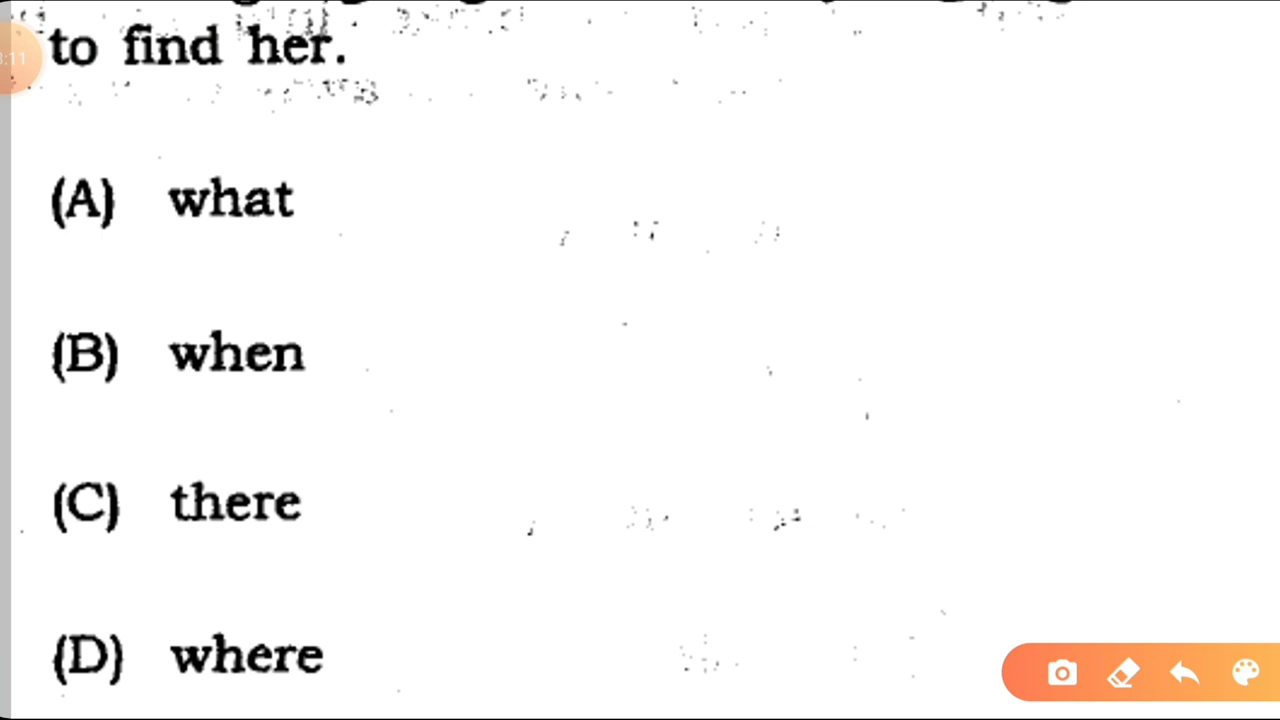 to find her.
(A) what
(B) when
(C) there
(D) where